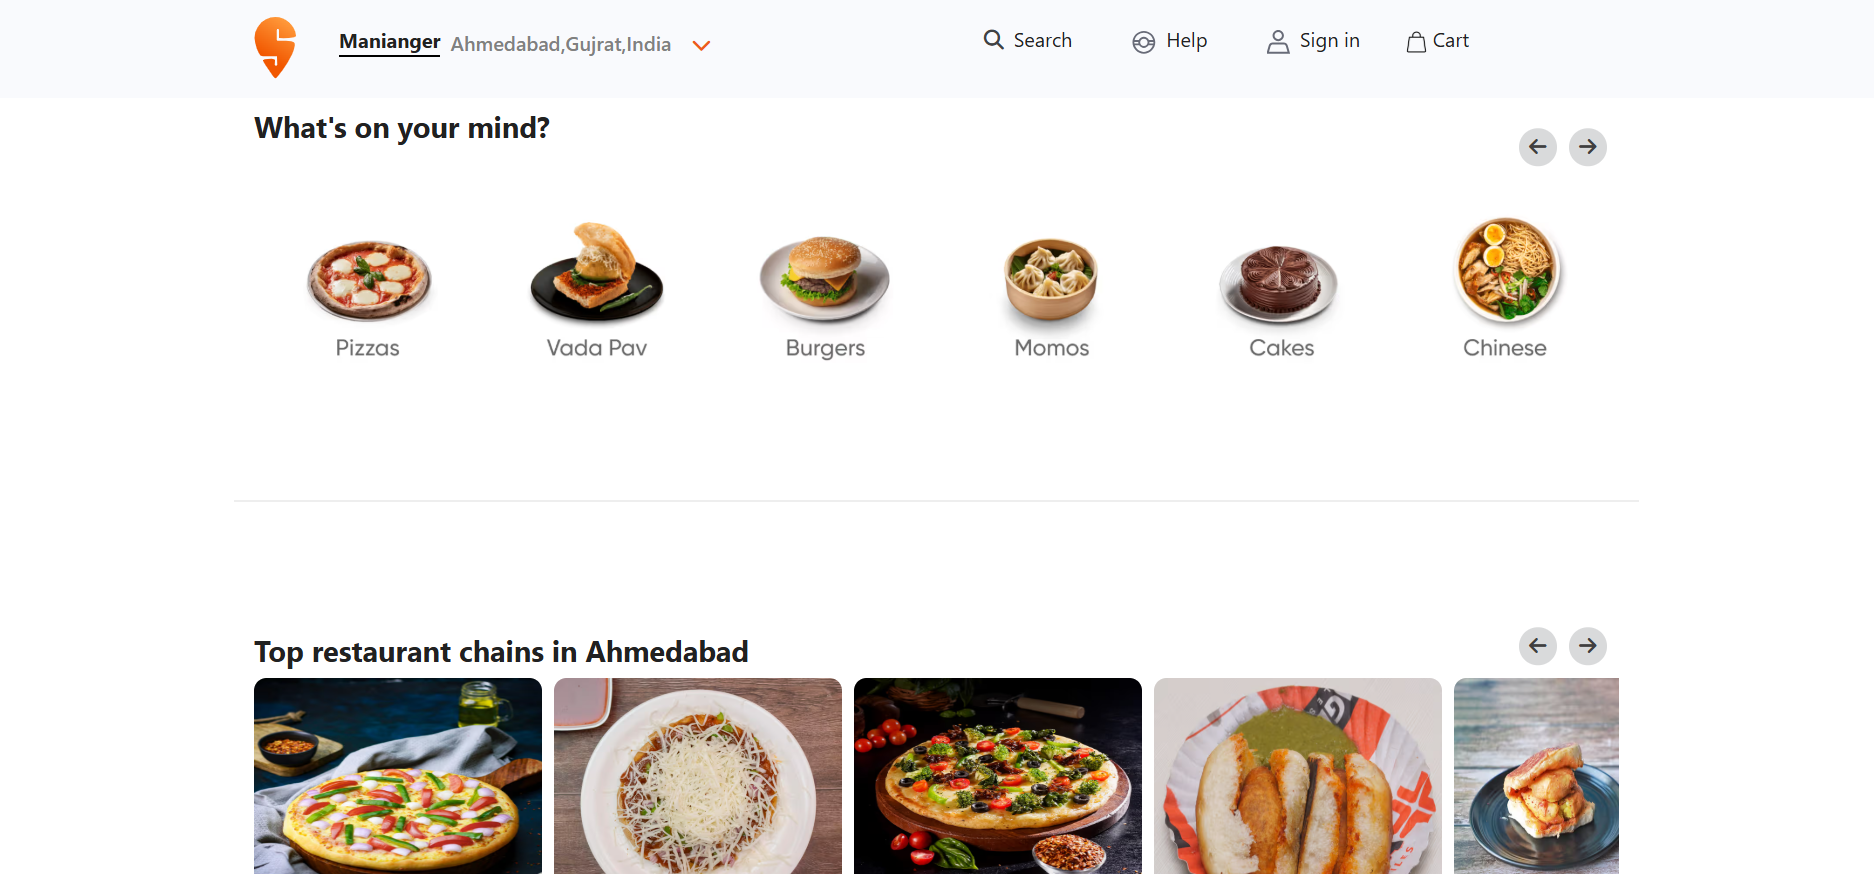 Manianger Ahmedabad,Gujrat,India Search Help Sign in Cart
What's on your mind?
Pizzas Vada Pav Burgers Momos Cakes Chinese
Top restaurant chains in Ahmedabad